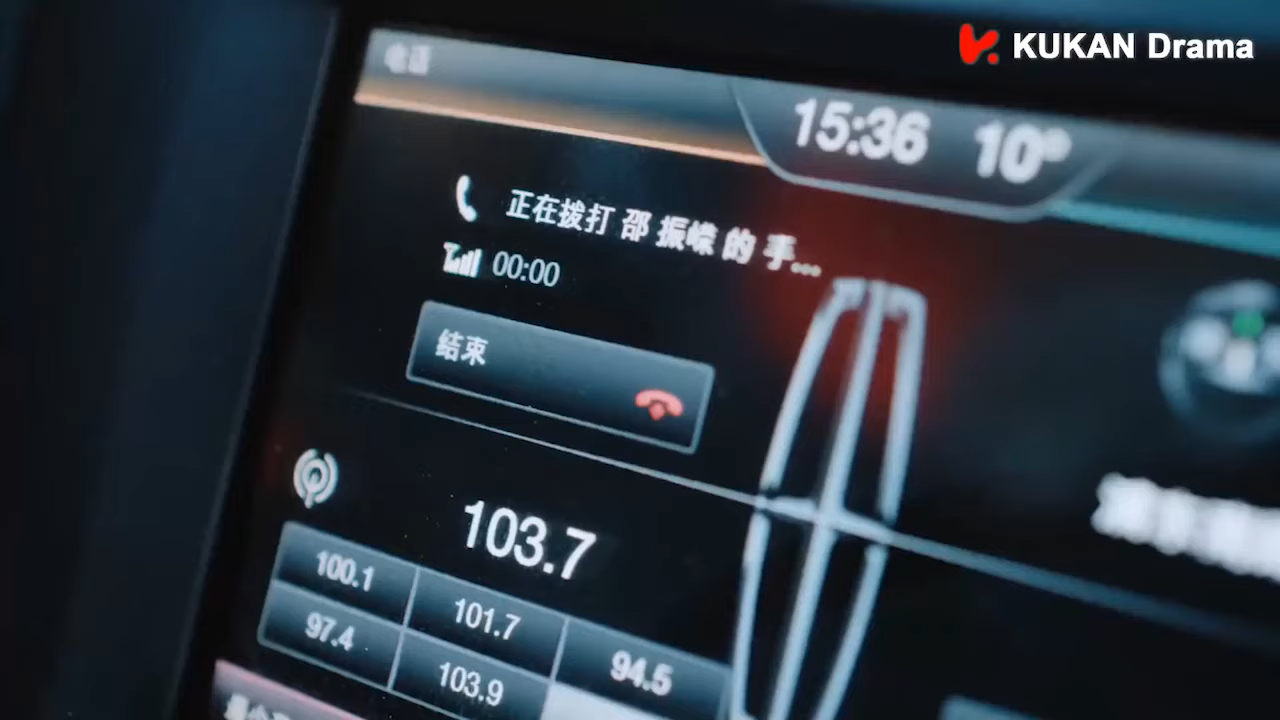 KUKAN Drama
电话
15:36 10°
正在拨打 邵 振嵘 的 手...
00:00
结束
103.7
100.1 101.7 94.5
97.4 103.9